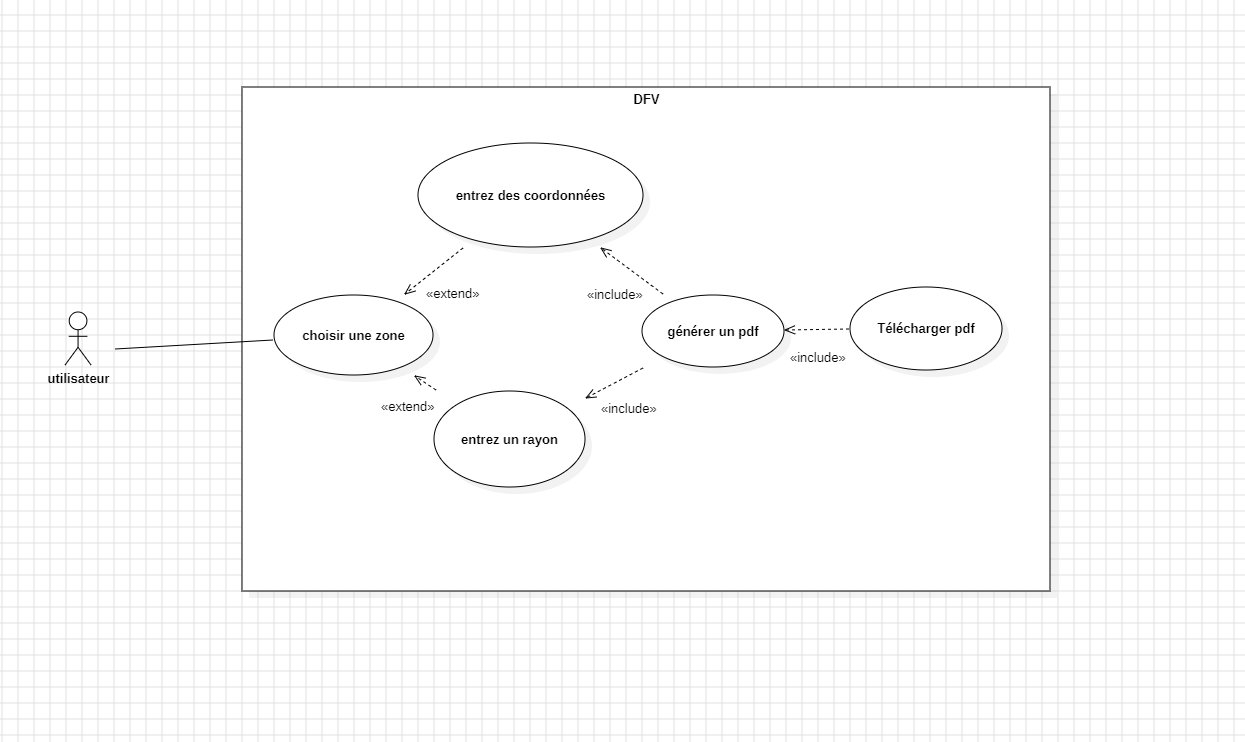 DFV
entrez des coordonnées
«extend»
«include»
choisir une zone
générer un pdf
Télécharger pdf
«include»
utilisateur
«extend»
«include»
entrez un rayon